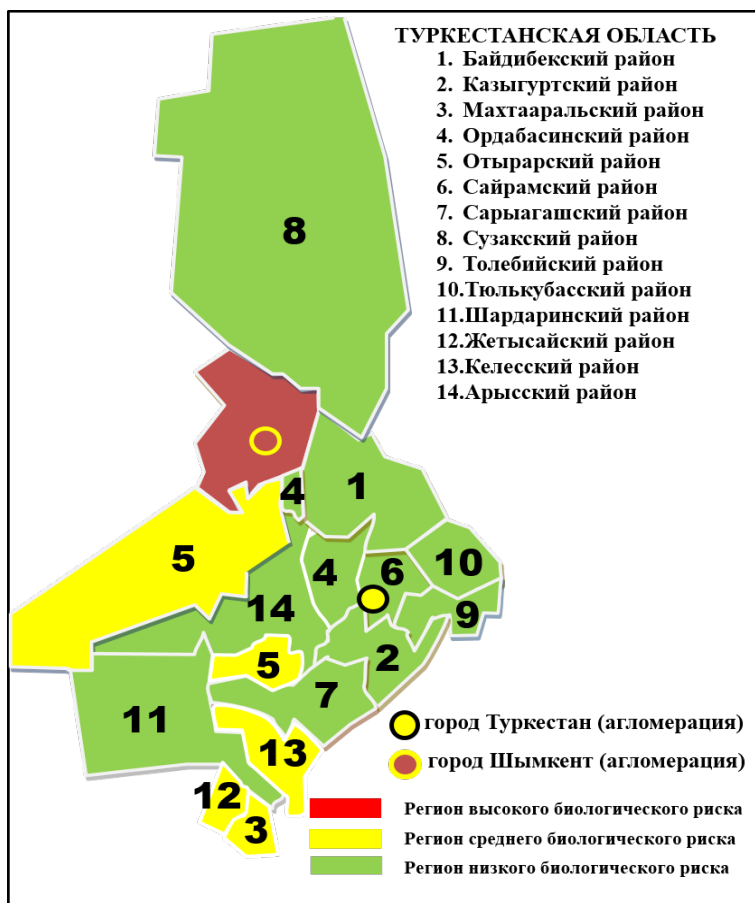 ТУРКЕСТАНСКАЯ ОБЛАСТЬ
1. Байдибекский район
2. Казыгуртский район
3. Махтааральский район
4. Ордабасинский район
5. Отырарский район
6. Сайрамский район
7. Сарыагашский район
8. Сузакский район
9. Толебийский район
10.Тюлькубасский район
11.Шардаринский район
12.Жетысайский район
13.Келесский район
14.Арысский район
8
1
4
5
4
6
10
14
9
5
2
7
11
13
12
3
город Туркестан (агломерация)
город Шымкент (агломерация)
Регион высокого биологического риска
Регион среднего биологического риска
Регион низкого биологического риска